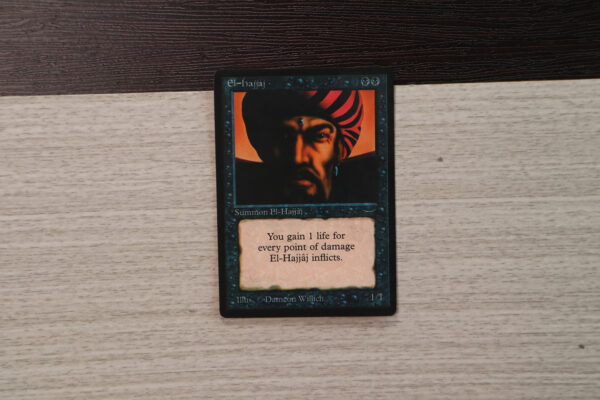 El-Hajjâj
Summon El-Hajjâj
You gain 1 life for
every point of damage
El-Hajjâj inflicts.
Illus. Dameon Willich
1/1